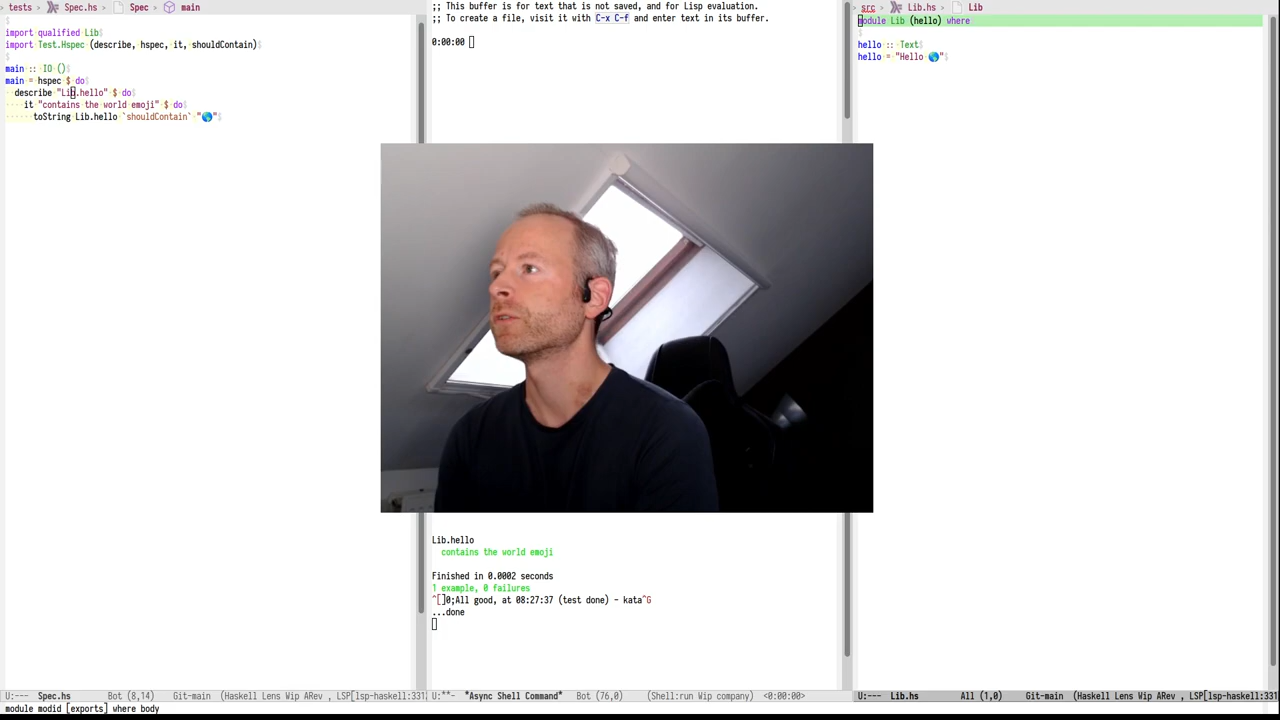 tests › Spec.hs › Spec › main
import qualified Lib
import Test.Hspec (describe, hspec, it, shouldContain)
main :: IO ()
main = hspec $ do
describe "Lib.hello" $ do
it "contains the world emoji" $ do
toString Lib.hello `shouldContain` "🌎"
U:--- Spec.hs Bot (8,14) Git-main (Haskell Lens Wip ARev , LSP[lsp-haskell:331
;; This buffer is for text that is not saved, and for Lisp evaluation.
;; To create a file, visit it with C-x C-f and enter text in its buffer.
0:00:00
Lib.hello
contains the world emoji
Finished in 0.0002 seconds
1 example, 0 failures
^[]0;All good, at 08:27:37 (test done) - kata^G
...done
U:**- *Async Shell Command* Bot (76,0) (Shell:run Wip company) <0:00:00>
src › Lib.hs › Lib
module Lib (hello) where
hello :: Text
hello = "Hello 🌎"
U:--- Lib.hs All (1,0) Git-main (Haskell Lens Wip ARev , LSP[lsp-haskell:331
module modid [exports] where body